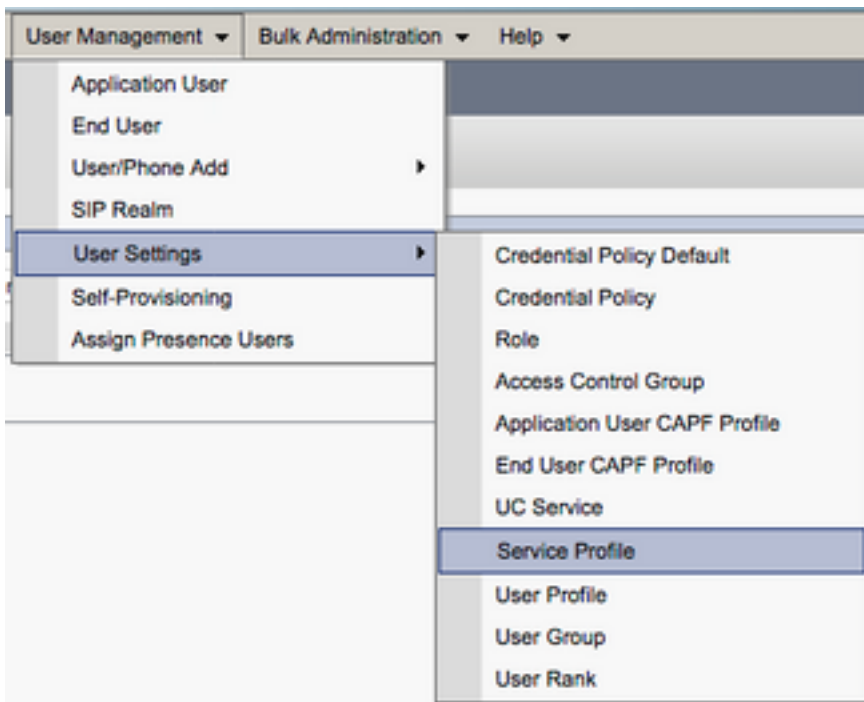 User Management Bulk Administration Help
Application User
End User
User/Phone Add
SIP Realm
User Settings
Self-Provisioning
Assign Presence Users
Credential Policy Default
Credential Policy
Role
Access Control Group
Application User CAPF Profile
End User CAPF Profile
UC Service
Service Profile
User Profile
User Group
User Rank